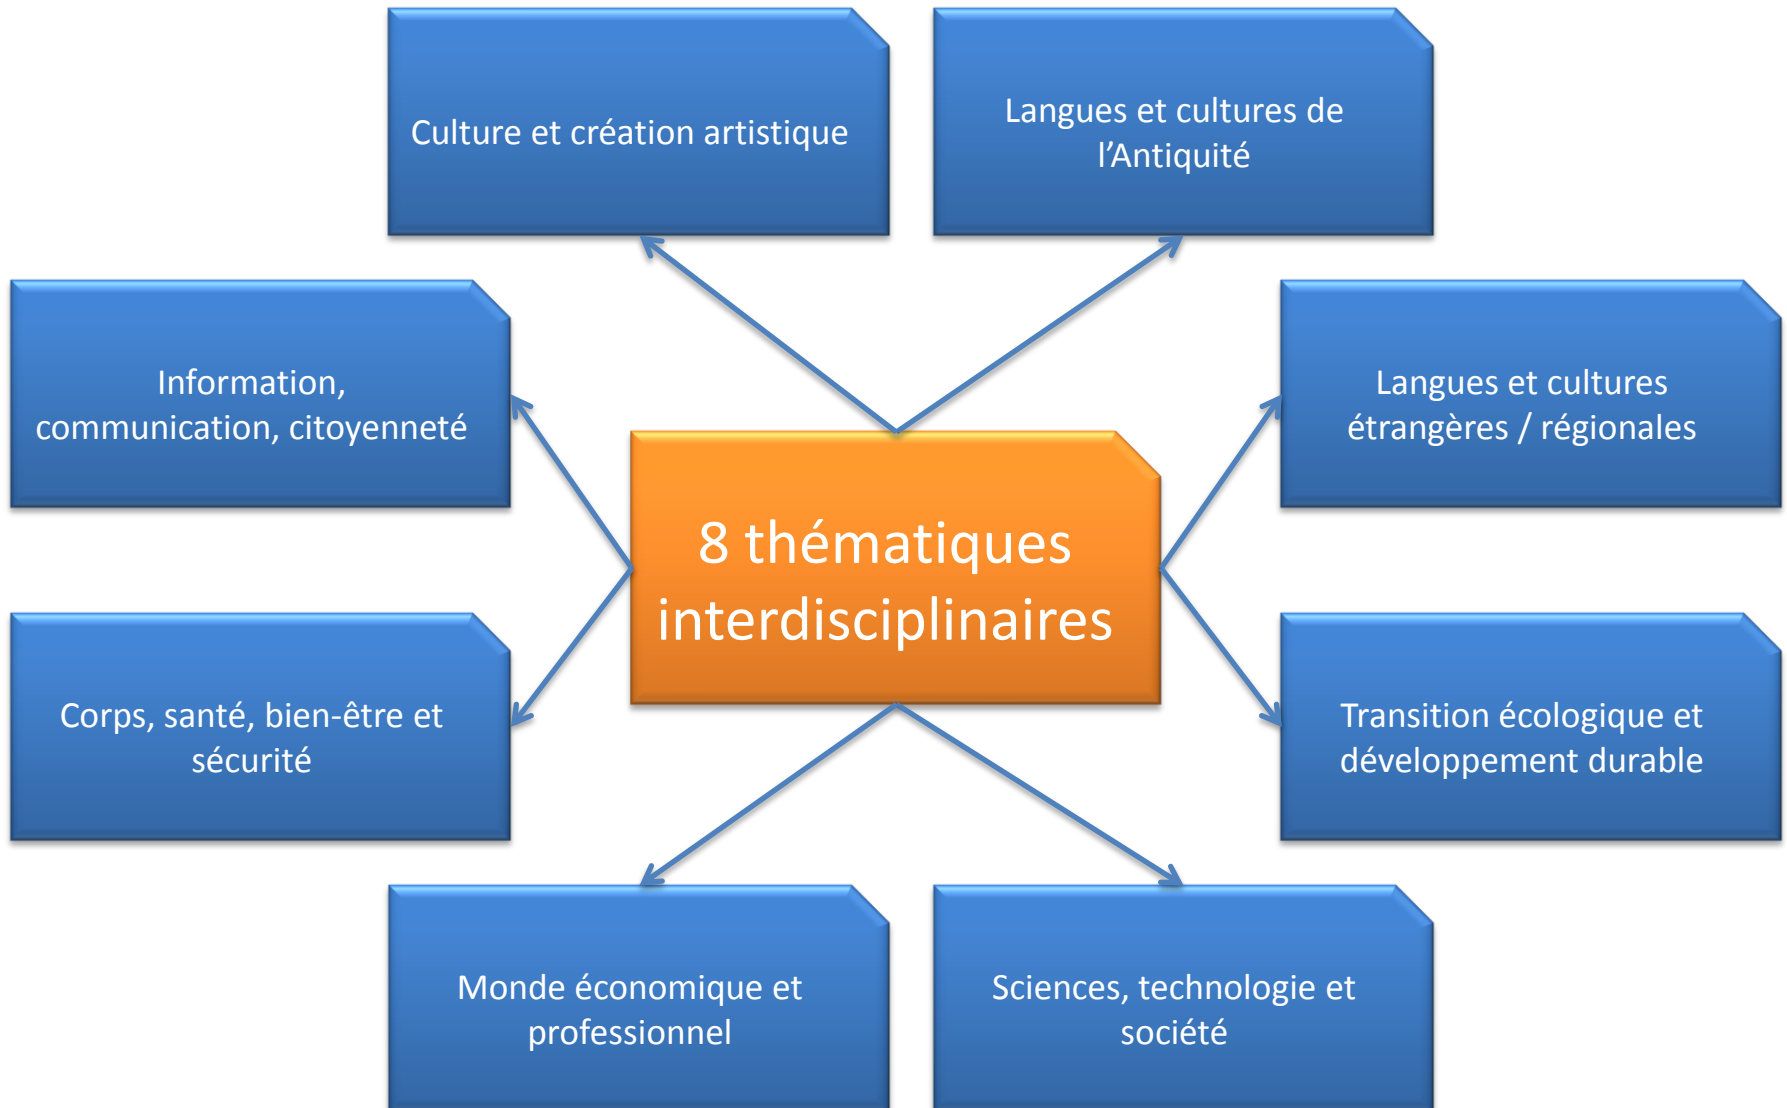 Culture et création artistique
Langues et cultures de
l’Antiquité
Information,
communication, citoyenneté
Langues et cultures
étrangères / régionales
8 thématiques
interdisciplinaires
Corps, santé, bien-être et
sécurité
Transition écologique et
développement durable
Monde économique et
professionnel
Sciences, technologie et
société